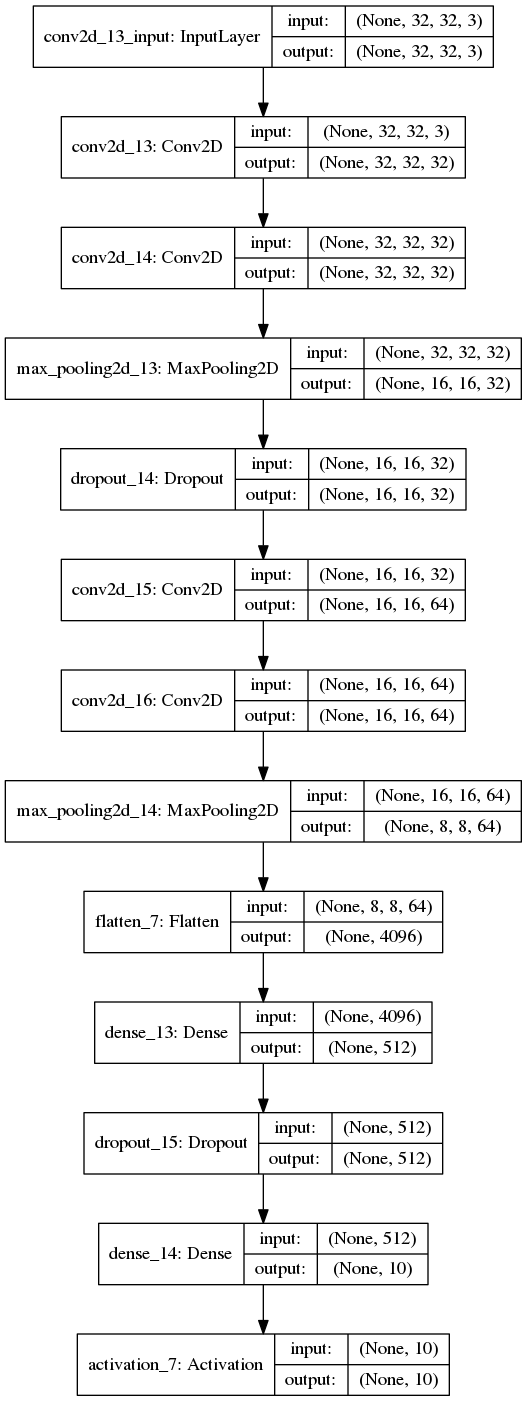 conv2d_13_input: InputLayer
input: (None, 32, 32, 3)
output: (None, 32, 32, 3)
conv2d_13: Conv2D
input: (None, 32, 32, 3)
output: (None, 32, 32, 32)
conv2d_14: Conv2D
input: (None, 32, 32, 32)
output: (None, 32, 32, 32)
max_pooling2d_13: MaxPooling2D
input: (None, 32, 32, 32)
output: (None, 16, 16, 32)
dropout_14: Dropout
input: (None, 16, 16, 32)
output: (None, 16, 16, 32)
conv2d_15: Conv2D
input: (None, 16, 16, 32)
output: (None, 16, 16, 64)
conv2d_16: Conv2D
input: (None, 16, 16, 64)
output: (None, 16, 16, 64)
max_pooling2d_14: MaxPooling2D
input: (None, 16, 16, 64)
output: (None, 8, 8, 64)
flatten_7: Flatten
input: (None, 8, 8, 64)
output: (None, 4096)
dense_13: Dense
input: (None, 4096)
output: (None, 512)
dropout_15: Dropout
input: (None, 512)
output: (None, 512)
dense_14: Dense
input: (None, 512)
output: (None, 10)
activation_7: Activation
input: (None, 10)
output: (None, 10)